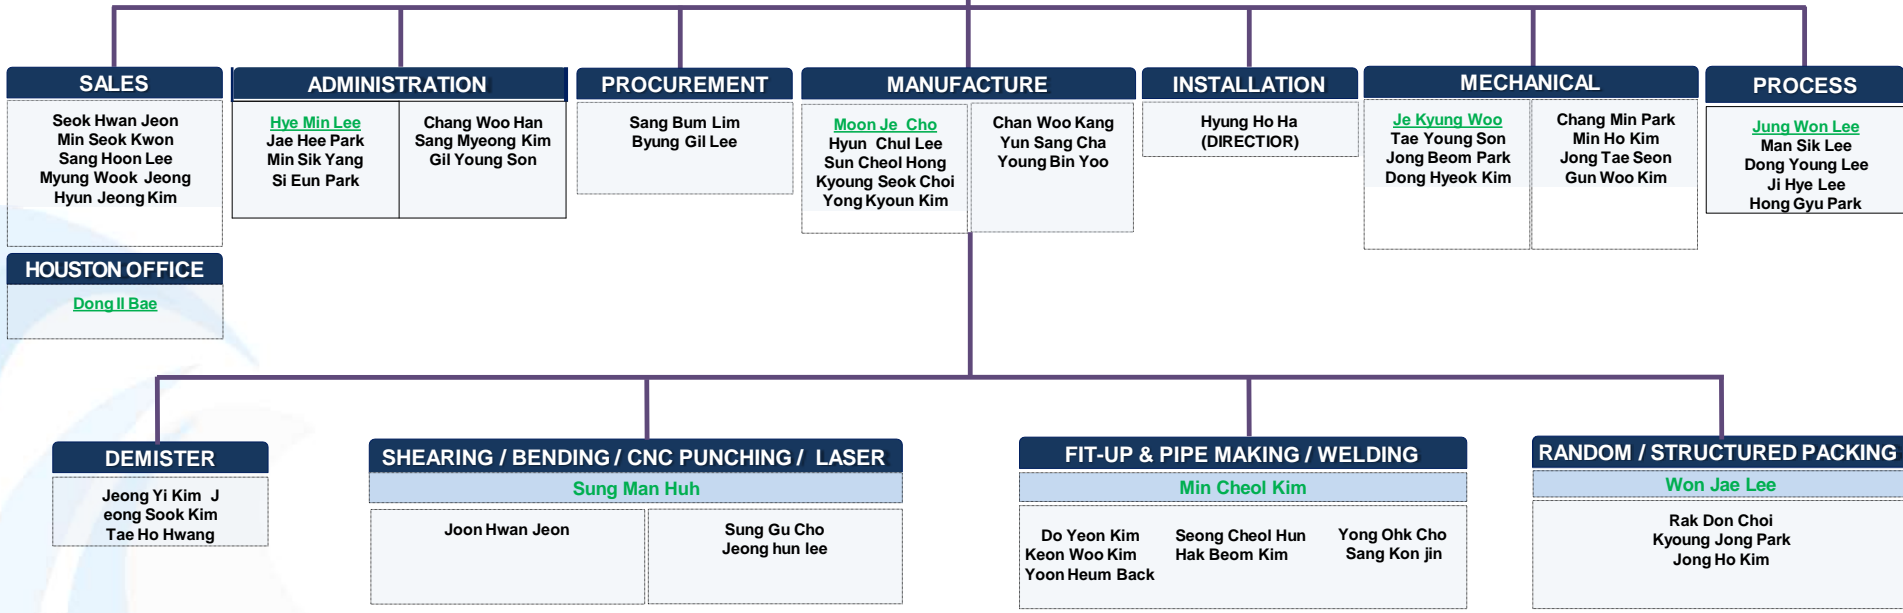 SALES
Seok Hwan Jeon
Min Seok Kwon
Sang Hoon Lee
Myung Wook Jeong
Hyun Jeong Kim
HOUSTON OFFICE
Dong Il Bae
ADMINISTRATION
Hye Min Lee
Jae Hee Park
Min Sik Yang
Si Eun Park
Chang Woo Han
Sang Myeong Kim
Gil Young Son
PROCUREMENT
Sang Bum Lim
Byung Gil Lee
MANUFACTURE
Moon Je Cho
Hyun Chul Lee
Sun Cheol Hong
Kyoung Seok Choi
Yong Kyoun Kim
Chan Woo Kang
Yun Sang Cha
Young Bin Yoo
INSTALLATION
Hyung Ho Ha
(DIRECTIOR)
MECHANICAL
Je Kyung Woo
Tae Young Son
Jong Beom Park
Dong Hyeok Kim
Chang Min Park
Min Ho Kim
Jong Tae Seon
Gun Woo Kim
PROCESS
Jung Won Lee
Man Sik Lee
Dong Young Lee
Ji Hye Lee
Hong Gyu Park
DEMISTER
Jeong Yi Kim J
eong Sook Kim
Tae Ho Hwang
SHEARING / BENDING / CNC PUNCHING / LASER
Sung Man Huh
Joon Hwan Jeon
Sung Gu Cho
Jeong hun lee
FIT-UP & PIPE MAKING / WELDING
Min Cheol Kim
Do Yeon Kim
Keon Woo Kim
Yoon Heum Back
Seong Cheol Hun
Hak Beom Kim
Yong Ohk Cho
Sang Kon jin
RANDOM / STRUCTURED PACKING
Won Jae Lee
Rak Don Choi
Kyoung Jong Park
Jong Ho Kim